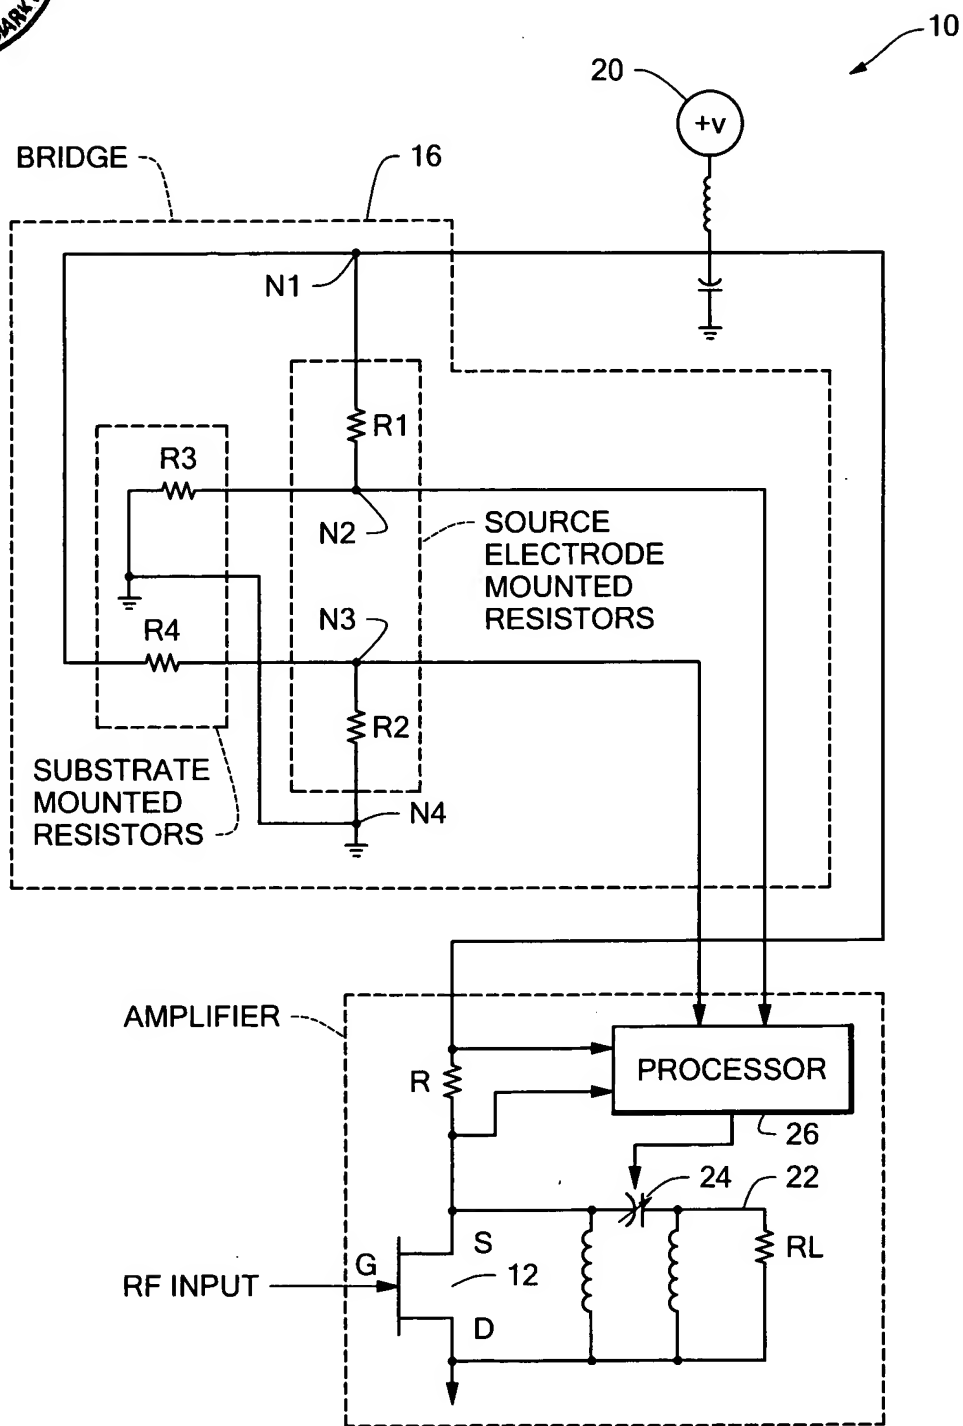 MARK
10
20
+v
BRIDGE
16
N1
R1
R3
N2
SOURCE
ELECTRODE
MOUNTED
RESISTORS
N3
R4
R2
SUBSTRATE
MOUNTED
RESISTORS
N4
AMPLIFIER
R
PROCESSOR
26
24
22
S
RL
G
RF INPUT
12
D